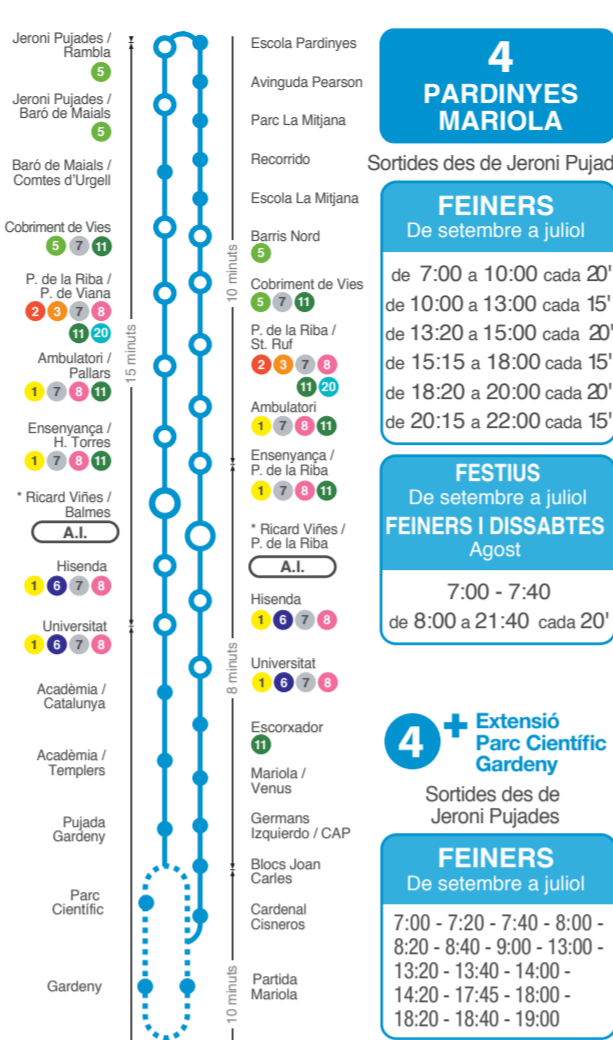 Jeroni Pujades /
Rambla
5
Jeroni Pujades /
Baró de Maials
5
Baró de Maials /
Comtes d'Urgell
Cobriment de Vies
5 7 11
P. de la Riba /
P. de Viana
2 3 7 8
11 20
Ambulatori /
Pallars
1 7 8 11
Ensenyança /
H. Torres
1 7 8 11
* Ricard Viñes /
Balmes
A.I.
Hisenda
1 6 7 8
Universitat
1 6 7 8
Acadèmia /
Catalunya
Acadèmia /
Templers
Pujada
Gardeny
Parc
Científic
Gardeny
15 minuts
10 minuts
8 minuts
10 minuts
Escola Pardinyes
Avinguda Pearson
Parc La Mitjana
Recorrido
Escola La Mitjana
Barris Nord
5
Cobriment de Vies
5 7 11
P. de la Riba /
St. Ruf
2 3 7 8
11 20
Ambulatori
1 7 8 11
Ensenyança /
P. de la Riba
1 7 8 11
* Ricard Viñes /
P. de la Riba
A.I.
Hisenda
1 6 7 8
Universitat
1 6 7 8
Escorxador
11
Mariola /
Venus
Germans
Izquierdo / CAP
Blocs Joan
Carles
Cardenal
Cisneros
Partida
Mariola
4
PARDINYES
MARIOLA
Sortides des de Jeroni Pujad
FEINERS
De setembre a juliol
de 7:00 a 10:00 cada 20'
de 10:00 a 13:00 cada 15'
de 13:20 a 15:00 cada 20'
de 15:15 a 18:00 cada 15'
de 18:20 a 20:00 cada 20'
de 20:15 a 22:00 cada 15'
FESTIUS
De setembre a juliol
FEINERS I DISSABTES
Agost
7:00 - 7:40
de 8:00 a 21:40 cada 20'
4 + Extensió
Parc Científic
Gardeny
Sortides des de
Jeroni Pujades
FEINERS
De setembre a juliol
7:00 - 7:20 - 7:40 - 8:00 -
8:20 - 8:40 - 9:00 - 13:00 -
13:20 - 13:40 - 14:00 -
14:20 - 17:45 - 18:00 -
18:20 - 18:40 - 19:00